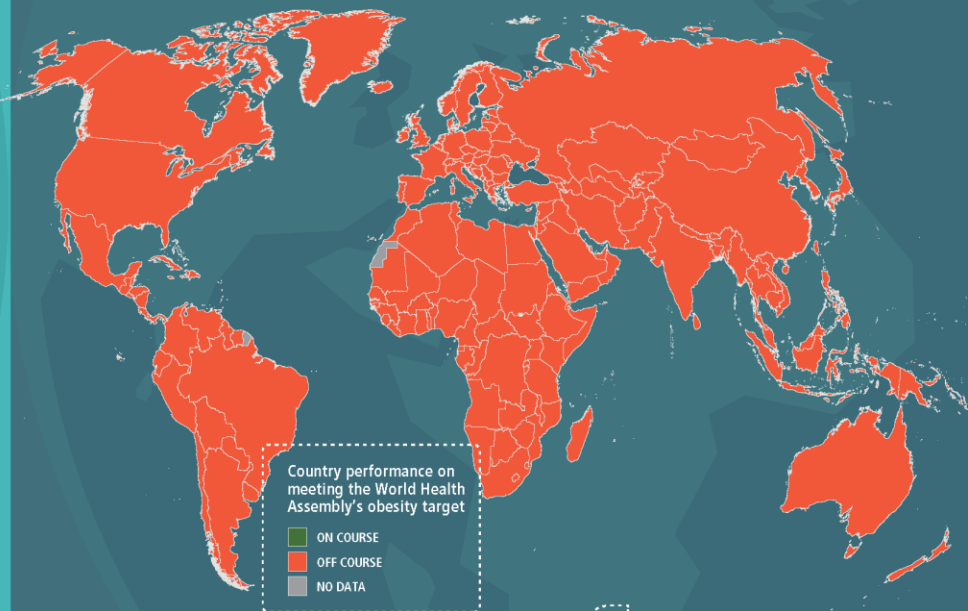 Country performance on
meeting the World Health
Assembly's obesity target
ON COURSE
OFF COURSE
NO DATA